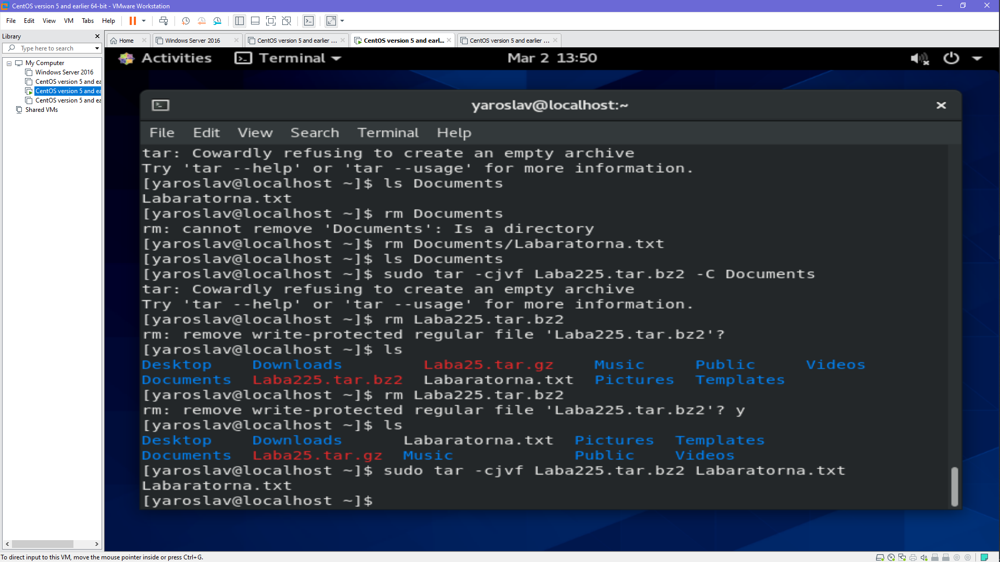 CentOS version 5 and earlier 64-bit - VMware Workstation
File Edit View VM Tabs Help
Library
Type here to search
My Computer
Windows Server 2016
CentOS version 5 and ea
CentOS version 5 and ea
CentOS version 5 and ea
Shared VMs
Home
Windows Server 2016
CentOS version 5 and earlier ...
CentOS version 5 and earl...
CentOS version 5 and earlier ...
Activities Terminal Mar 2 13:50
yaroslav@localhost:~
File Edit View Search Terminal Help
tar: Cowardly refusing to create an empty archive
Try 'tar --help' or 'tar --usage' for more information.
[yaroslav@localhost ~]$ ls Documents
Labaratorna.txt
[yaroslav@localhost ~]$ rm Documents
rm: cannot remove 'Documents': Is a directory
[yaroslav@localhost ~]$ rm Documents/Labaratorna.txt
[yaroslav@localhost ~]$ ls Documents
[yaroslav@localhost ~]$ sudo tar -cjvf Laba225.tar.bz2 -C Documents
tar: Cowardly refusing to create an empty archive
Try 'tar --help' or 'tar --usage' for more information.
[yaroslav@localhost ~]$ rm Laba225.tar.bz2
rm: remove write-protected regular file 'Laba225.tar.bz2'?
[yaroslav@localhost ~]$ ls
Desktop Downloads Laba25.tar.gz Music Public Videos
Documents Laba225.tar.bz2 Labaratorna.txt Pictures Templates
[yaroslav@localhost ~]$ rm Laba225.tar.bz2
rm: remove write-protected regular file 'Laba225.tar.bz2'? y
[yaroslav@localhost ~]$ ls
Desktop Downloads Labaratorna.txt Pictures Templates
Documents Laba25.tar.gz Music Public Videos
[yaroslav@localhost ~]$ sudo tar -cjvf Laba225.tar.bz2 Labaratorna.txt
Labaratorna.txt
[yaroslav@localhost ~]$
To direct input to this VM, move the mouse pointer inside or press Ctrl+G.